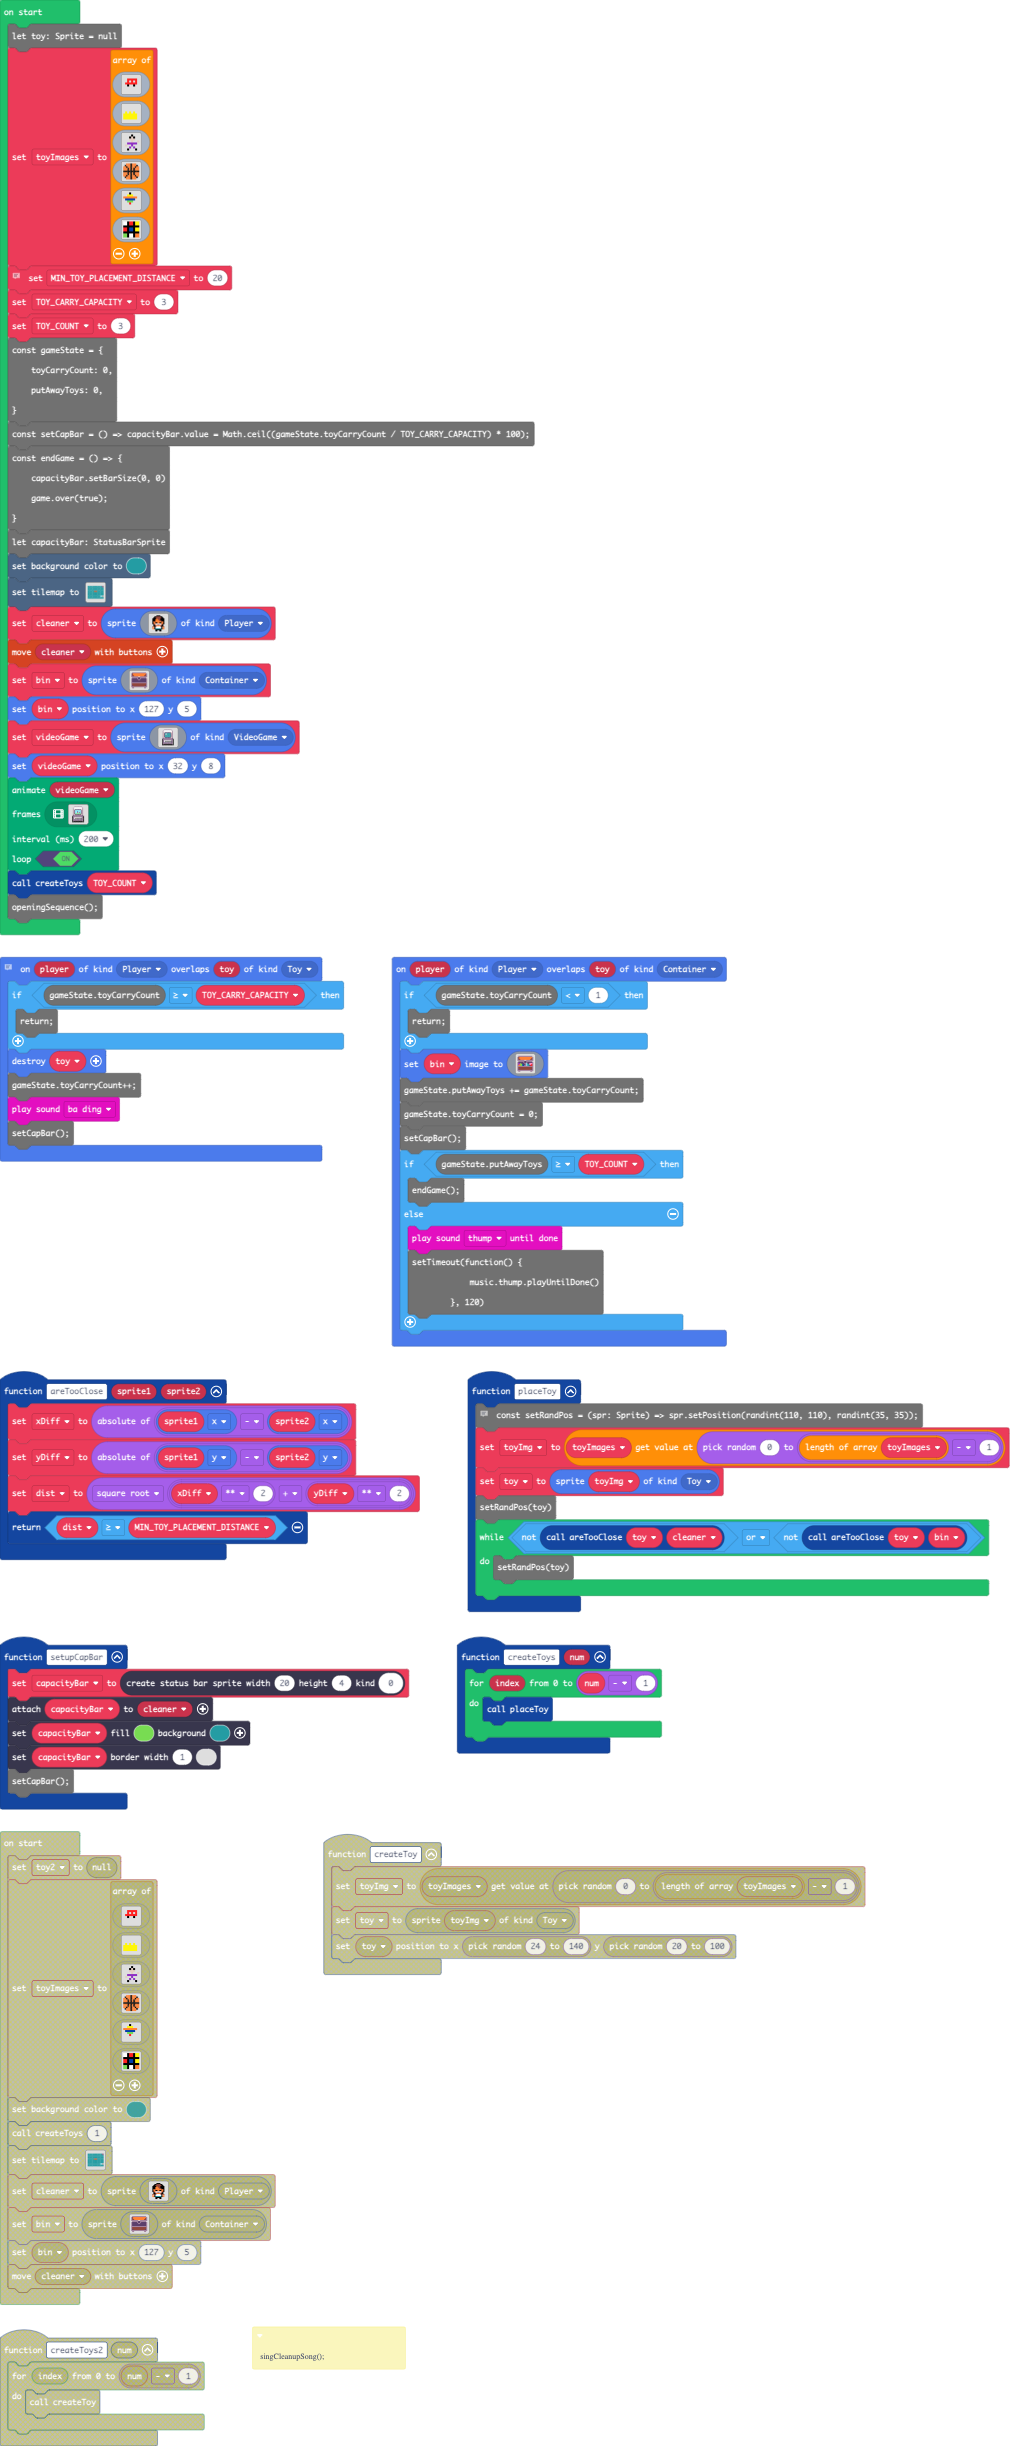 on start
let toy: Sprite = null
array of
set toyImages to
set MIN_TOY_PLACEMENT_DISTANCE to 20
set TOY_CARRY_CAPACITY to 3
set TOY_COUNT to 3
const gameState = {
toyCarryCount: 0,
putAwayToys: 0,
}
const setCapBar = () => capacityBar.value = Math.ceil((gameState.toyCarryCount / TOY_CARRY_CAPACITY) * 100);
const endGame = () => {
capacityBar.setBarSize(0, 0)
game.over(true);
}
let capacityBar: StatusBarSprite
set background color to
set tilemap to
set cleaner to sprite of kind Player
move cleaner with buttons
set bin to sprite of kind Container
set bin position to x 127 y 5
set videoGame to sprite of kind VideoGame
set videoGame position to x 32 y 8
animate videoGame
frames
interval (ms) 200
loop ON
call createToys TOY_COUNT
openingSequence();
on player of kind Player overlaps toy of kind Toy
if gameState.toyCarryCount ≥ TOY_CARRY_CAPACITY then
return;
destroy toy
gameState.toyCarryCount++;
play sound ba ding
setCapBar();
on player of kind Player overlaps toy of kind Container
if gameState.toyCarryCount < 1 then
return;
set bin image to
gameState.putAwayToys += gameState.toyCarryCount;
gameState.toyCarryCount = 0;
setCapBar();
if gameState.putAwayToys ≥ TOY_COUNT then
endGame();
else
play sound thump until done
setTimeout(function() {
music.thump.playUntilDone()
}, 120)
function areTooClose sprite1 sprite2
set xDiff to absolute of sprite1 x - sprite2 x
set yDiff to absolute of sprite1 y - sprite2 y
set dist to square root xDiff ** 2 + yDiff ** 2
return dist ≥ MIN_TOY_PLACEMENT_DISTANCE
function placeToy
const setRandPos = (spr: Sprite) => spr.setPosition(randint(110, 110), randint(35, 35));
set toyImg to toyImages get value at pick random 0 to length of array toyImages - 1
set toy to sprite toyImg of kind Toy
setRandPos(toy)
while not call areTooClose toy cleaner or not call areTooClose toy bin
do setRandPos(toy)
function setupCapBar
set capacityBar to create status bar sprite width 20 height 4 kind 0
attach capacityBar to cleaner
set capacityBar fill background
set capacityBar border width 1
setCapBar();
function createToys num
for index from 0 to num - 1
do call placeToy
on start
set toy2 to null
array of
set toyImages to
set background color to
call createToys 1
set tilemap to
set cleaner to sprite of kind Player
set bin to sprite of kind Container
set bin position to x 127 y 5
move cleaner with buttons
function createToy
set toyImg to toyImages get value at pick random 0 to length of array toyImages - 1
set toy to sprite toyImg of kind Toy
set toy position to x pick random 24 to 140 y pick random 20 to 100
function createToys2 num
for index from 0 to num - 1
do call createToy
singCleanupSong();